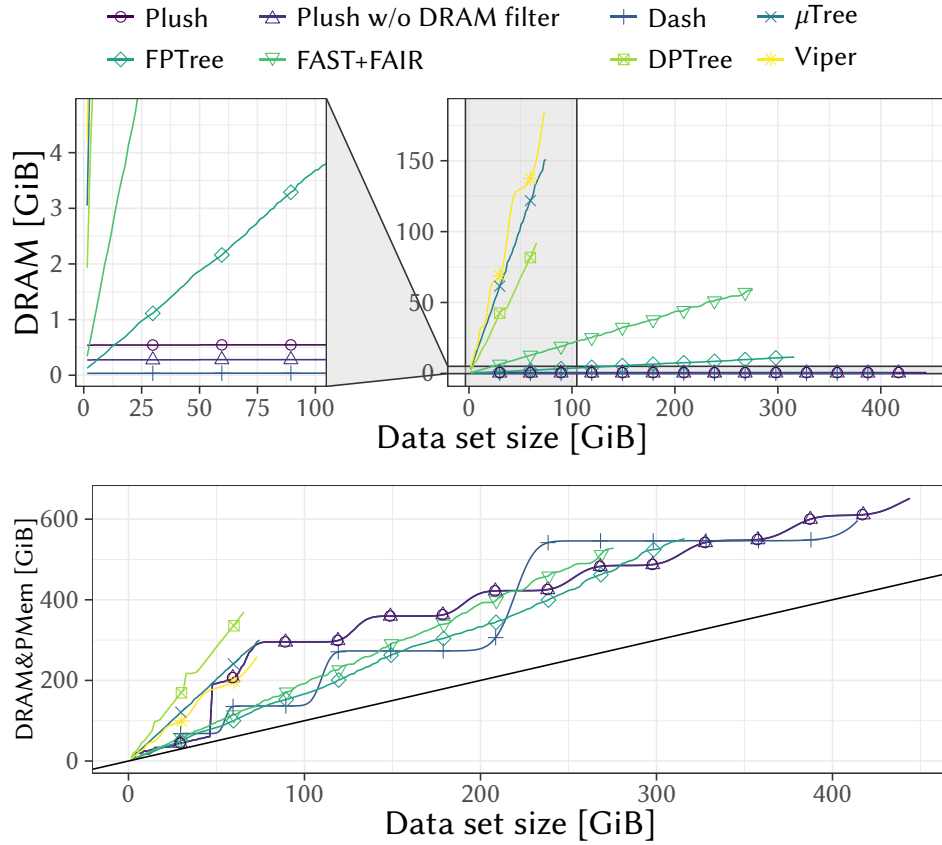 Plush Plush w/o DRAM filter Dash μTree
FPTree FAST+FAIR DPTree Viper
DRAM [GiB]
4
3
2
1
0
0 25 50 75 100
150
100
50
0
0 100 200 300 400
Data set size [GiB]
DRAM&PMem [GiB]
600
400
200
0
0 100 200 300 400
Data set size [GiB]